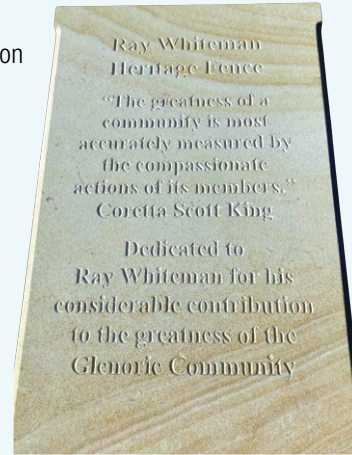 on
Ray Whiteman
Heritage Fence
“The greatness of a
community is most
accurately measured by
the compassionate
actions of its members.”
Coretta Scott King
Dedicated to
Ray Whiteman for his
considerable contribution
to the greatness of the
Glenorie Community